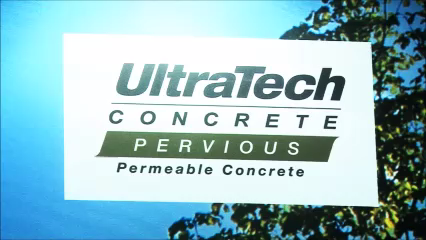 UltraTech
CONCRETE
PERVIOUS
Permeable Concrete